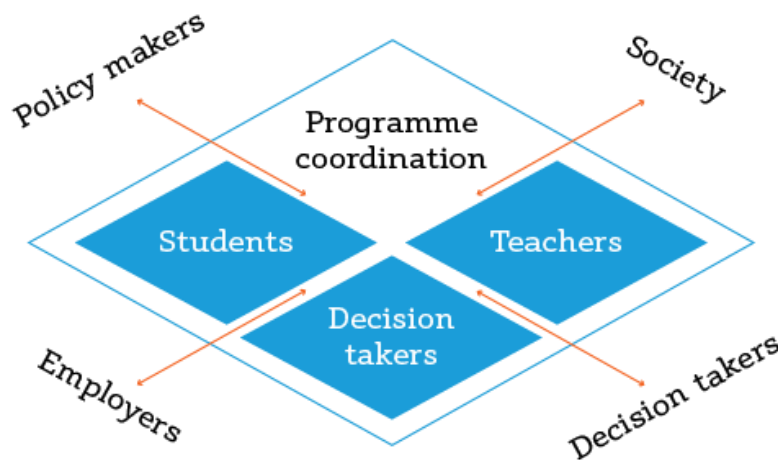 Policy makers
Society
Programme
coordination
Students
Teachers
Decision
takers
Employers
Decision takers